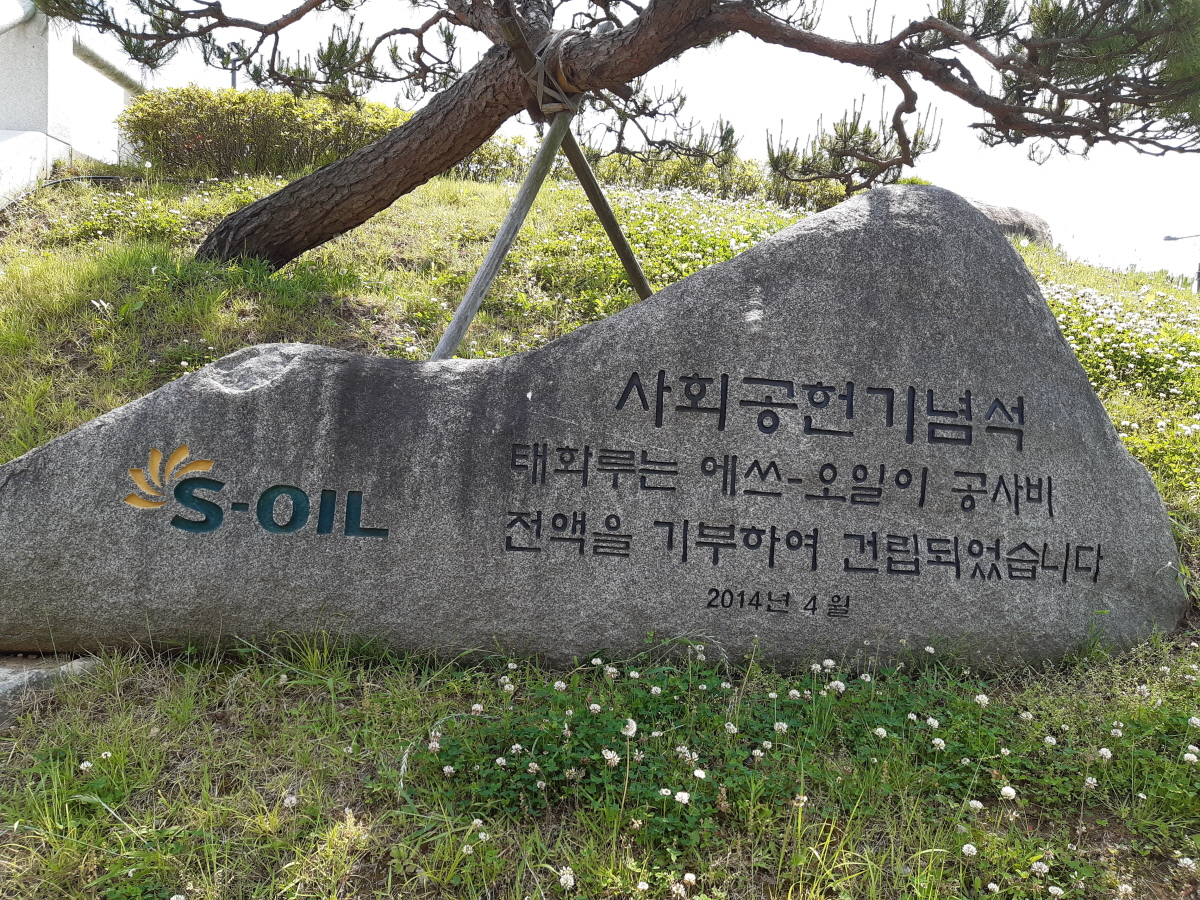 사회공헌기념석
S-OIL
태화루는 에쓰-오일이 공사비
전액을 기부하여 건립되었습니다
2014년 4월